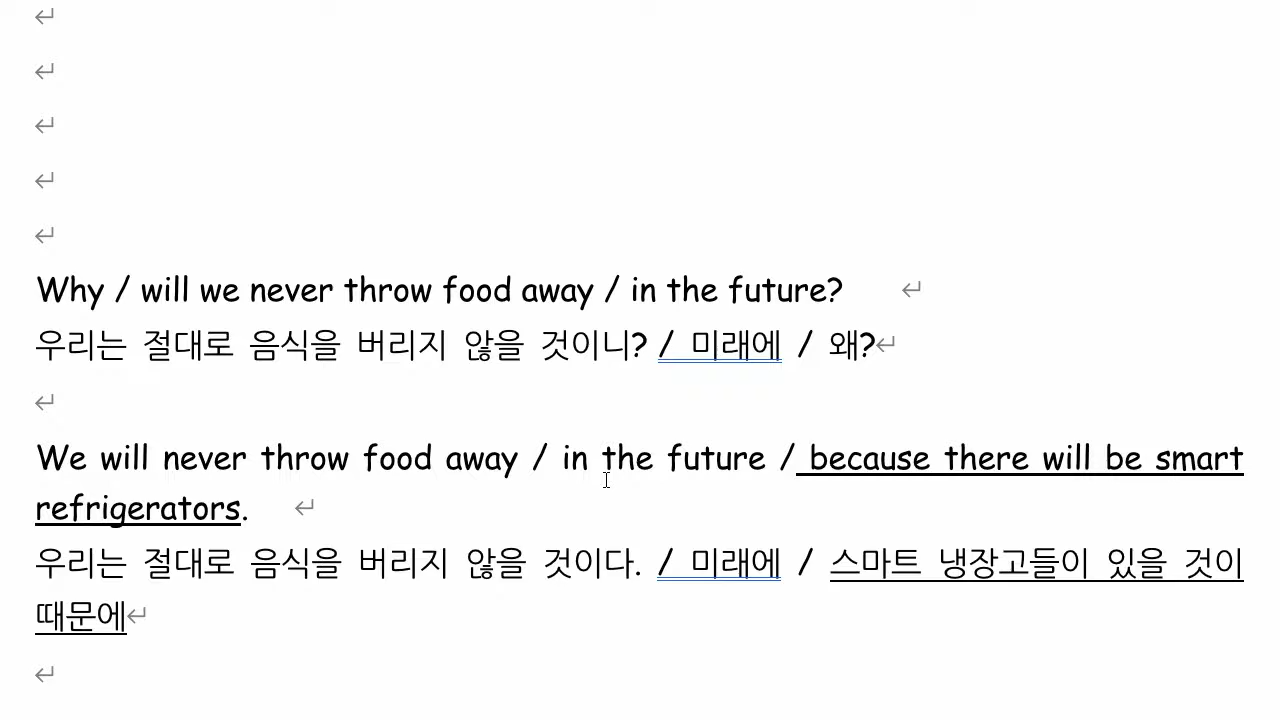 Why / will we never throw food away / in the future?
우리는 절대로 음식을 버리지 않을 것이니? / 미래에 / 왜?
We will never throw food away / in the future / because there will be smart
refrigerators.
우리는 절대로 음식을 버리지 않을 것이다. / 미래에 / 스마트 냉장고들이 있을 것이
때문에